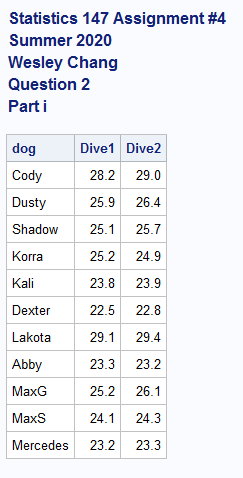 Statistics 147 Assignment #4
Summer 2020
Wesley Chang
Question 2
Part i
dog Dive1 Dive2
Cody 28.2 29.0
Dusty 25.9 26.4
Shadow 25.1 25.7
Korra 25.2 24.9
Kali 23.8 23.9
Dexter 22.5 22.8
Lakota 29.1 29.4
Abby 23.3 23.2
MaxG 25.2 26.1
MaxS 24.1 24.3
Mercedes 23.2 23.3